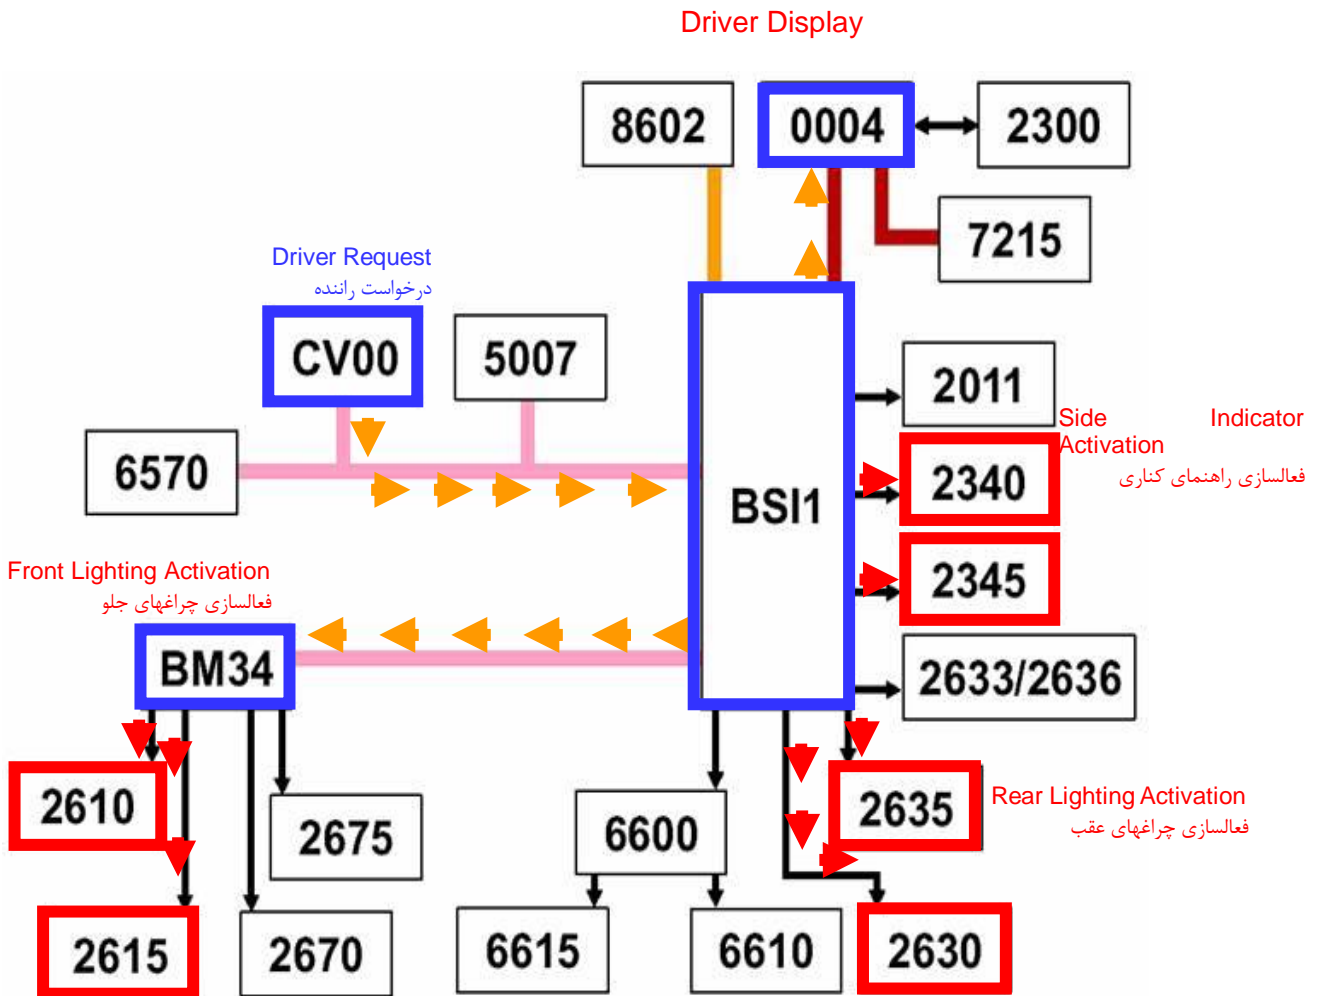 Driver Display
8602
0004
2300
7215
Driver Request
درخواست راننده
CV00
5007
2011
Side Indicator
Activation
فعالسازی راهنمای کناری
6570
2340
BSI1
2345
Front Lighting Activation
فعالسازی چراغهای جلو
BM34
2633/2636
2610
2675
6600
2635
Rear Lighting Activation
فعالسازی چراغهای عقب
2615
2670
6615
6610
2630